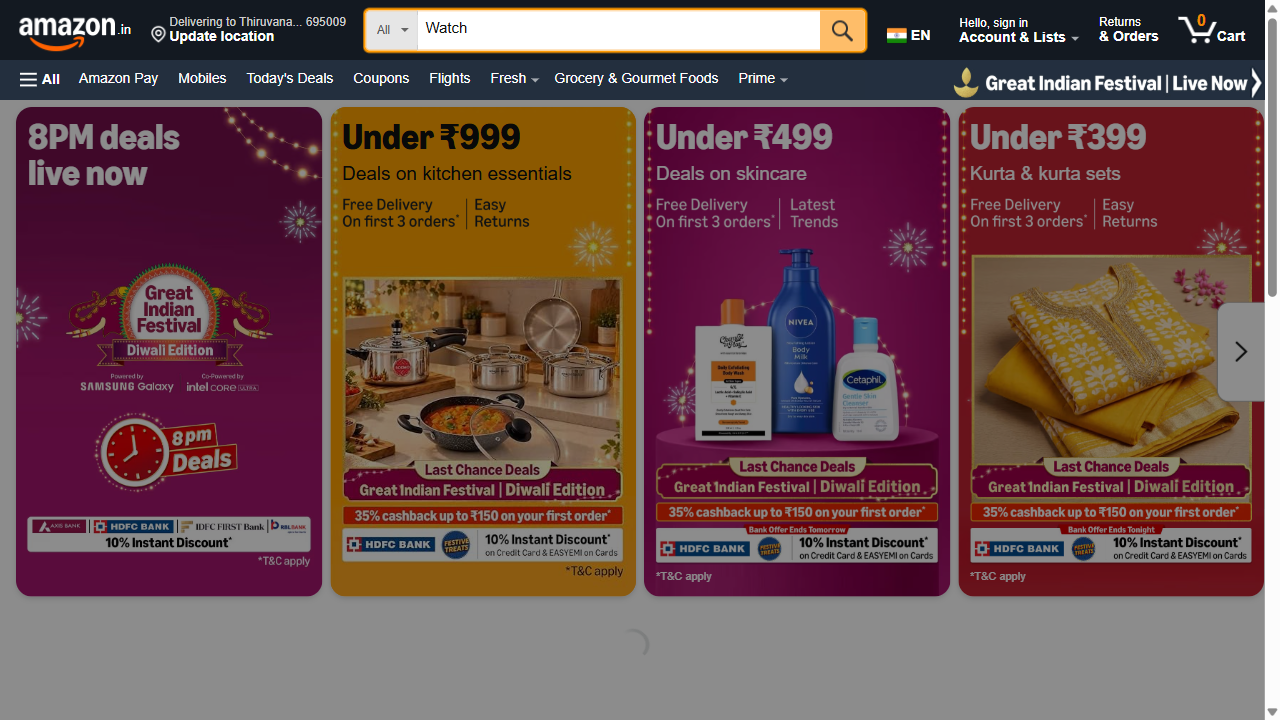 amazon.in
Delivering to Thiruvana... 695009
Update location
All
Watch
EN
Hello, sign in
Account & Lists
Returns
& Orders
0
Cart
All
Amazon Pay
Mobiles
Today's Deals
Coupons
Flights
Fresh
Grocery & Gourmet Foods
Prime
Great Indian Festival | Live Now
8PM deals
live now
Great
Indian
Festival
Diwali Edition
Powered by
SAMSUNG Galaxy
Co-Powered by
intel CORE ULTRA
8pm
Deals
AXIS BANK
HDFC BANK
IDFC FIRST Bank
RBL BANK
10% Instant Discount*
*T&C apply
Under ₹999
Deals on kitchen essentials
Free Delivery
On first 3 orders*
Easy
Returns
Last Chance Deals
Great Indian Festival | Diwali Edition
35% cashback up to ₹150 on your first order*
HDFC BANK
FESTIVE
TREATS
10% Instant Discount*
on Credit Card & EASYEMI on Cards
*T&C apply
Under ₹499
Deals on skincare
Free Delivery
On first 3 orders*
Latest
Trends
NIVEA
Body
Milk
Cetaphil
Gentle Skin
Cleanser
Last Chance Deals
Great Indian Festival | Diwali Edition
35% cashback up to ₹150 on your first order*
Bank Offer Ends Tomorrow
HDFC BANK
FESTIVE
TREATS
10% Instant Discount*
on Credit Card & EASYEMI on Cards
*T&C apply
Under ₹399
Kurta & kurta sets
Free Delivery
On first 3 orders*
Easy
Returns
Last Chance Deals
Great Indian Festival | Diwali Edition
35% cashback up to ₹150 on your first order*
Bank Offer Ends Tonight
HDFC BANK
FESTIVE
TREATS
10% Instant Discount*
on Credit Card & EASYEMI on Cards
*T&C apply